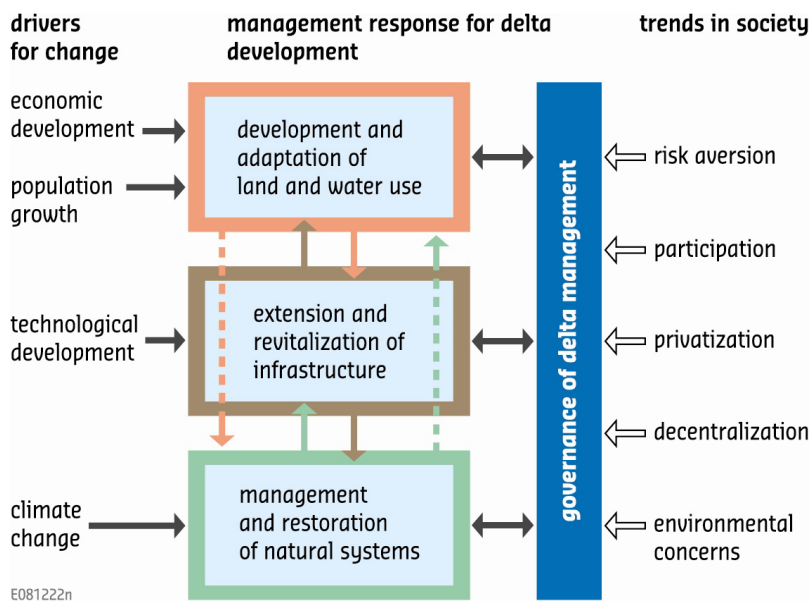 drivers
for change
management response for delta
development
trends in society
economic
development
population
growth
technological
development
climate
change
development and
adaptation of
land and water use
extension and
revitalization of
infrastructure
management
and restoration
of natural systems
governance of delta management
risk aversion
participation
privatization
decentralization
environmental
concerns
E081222n